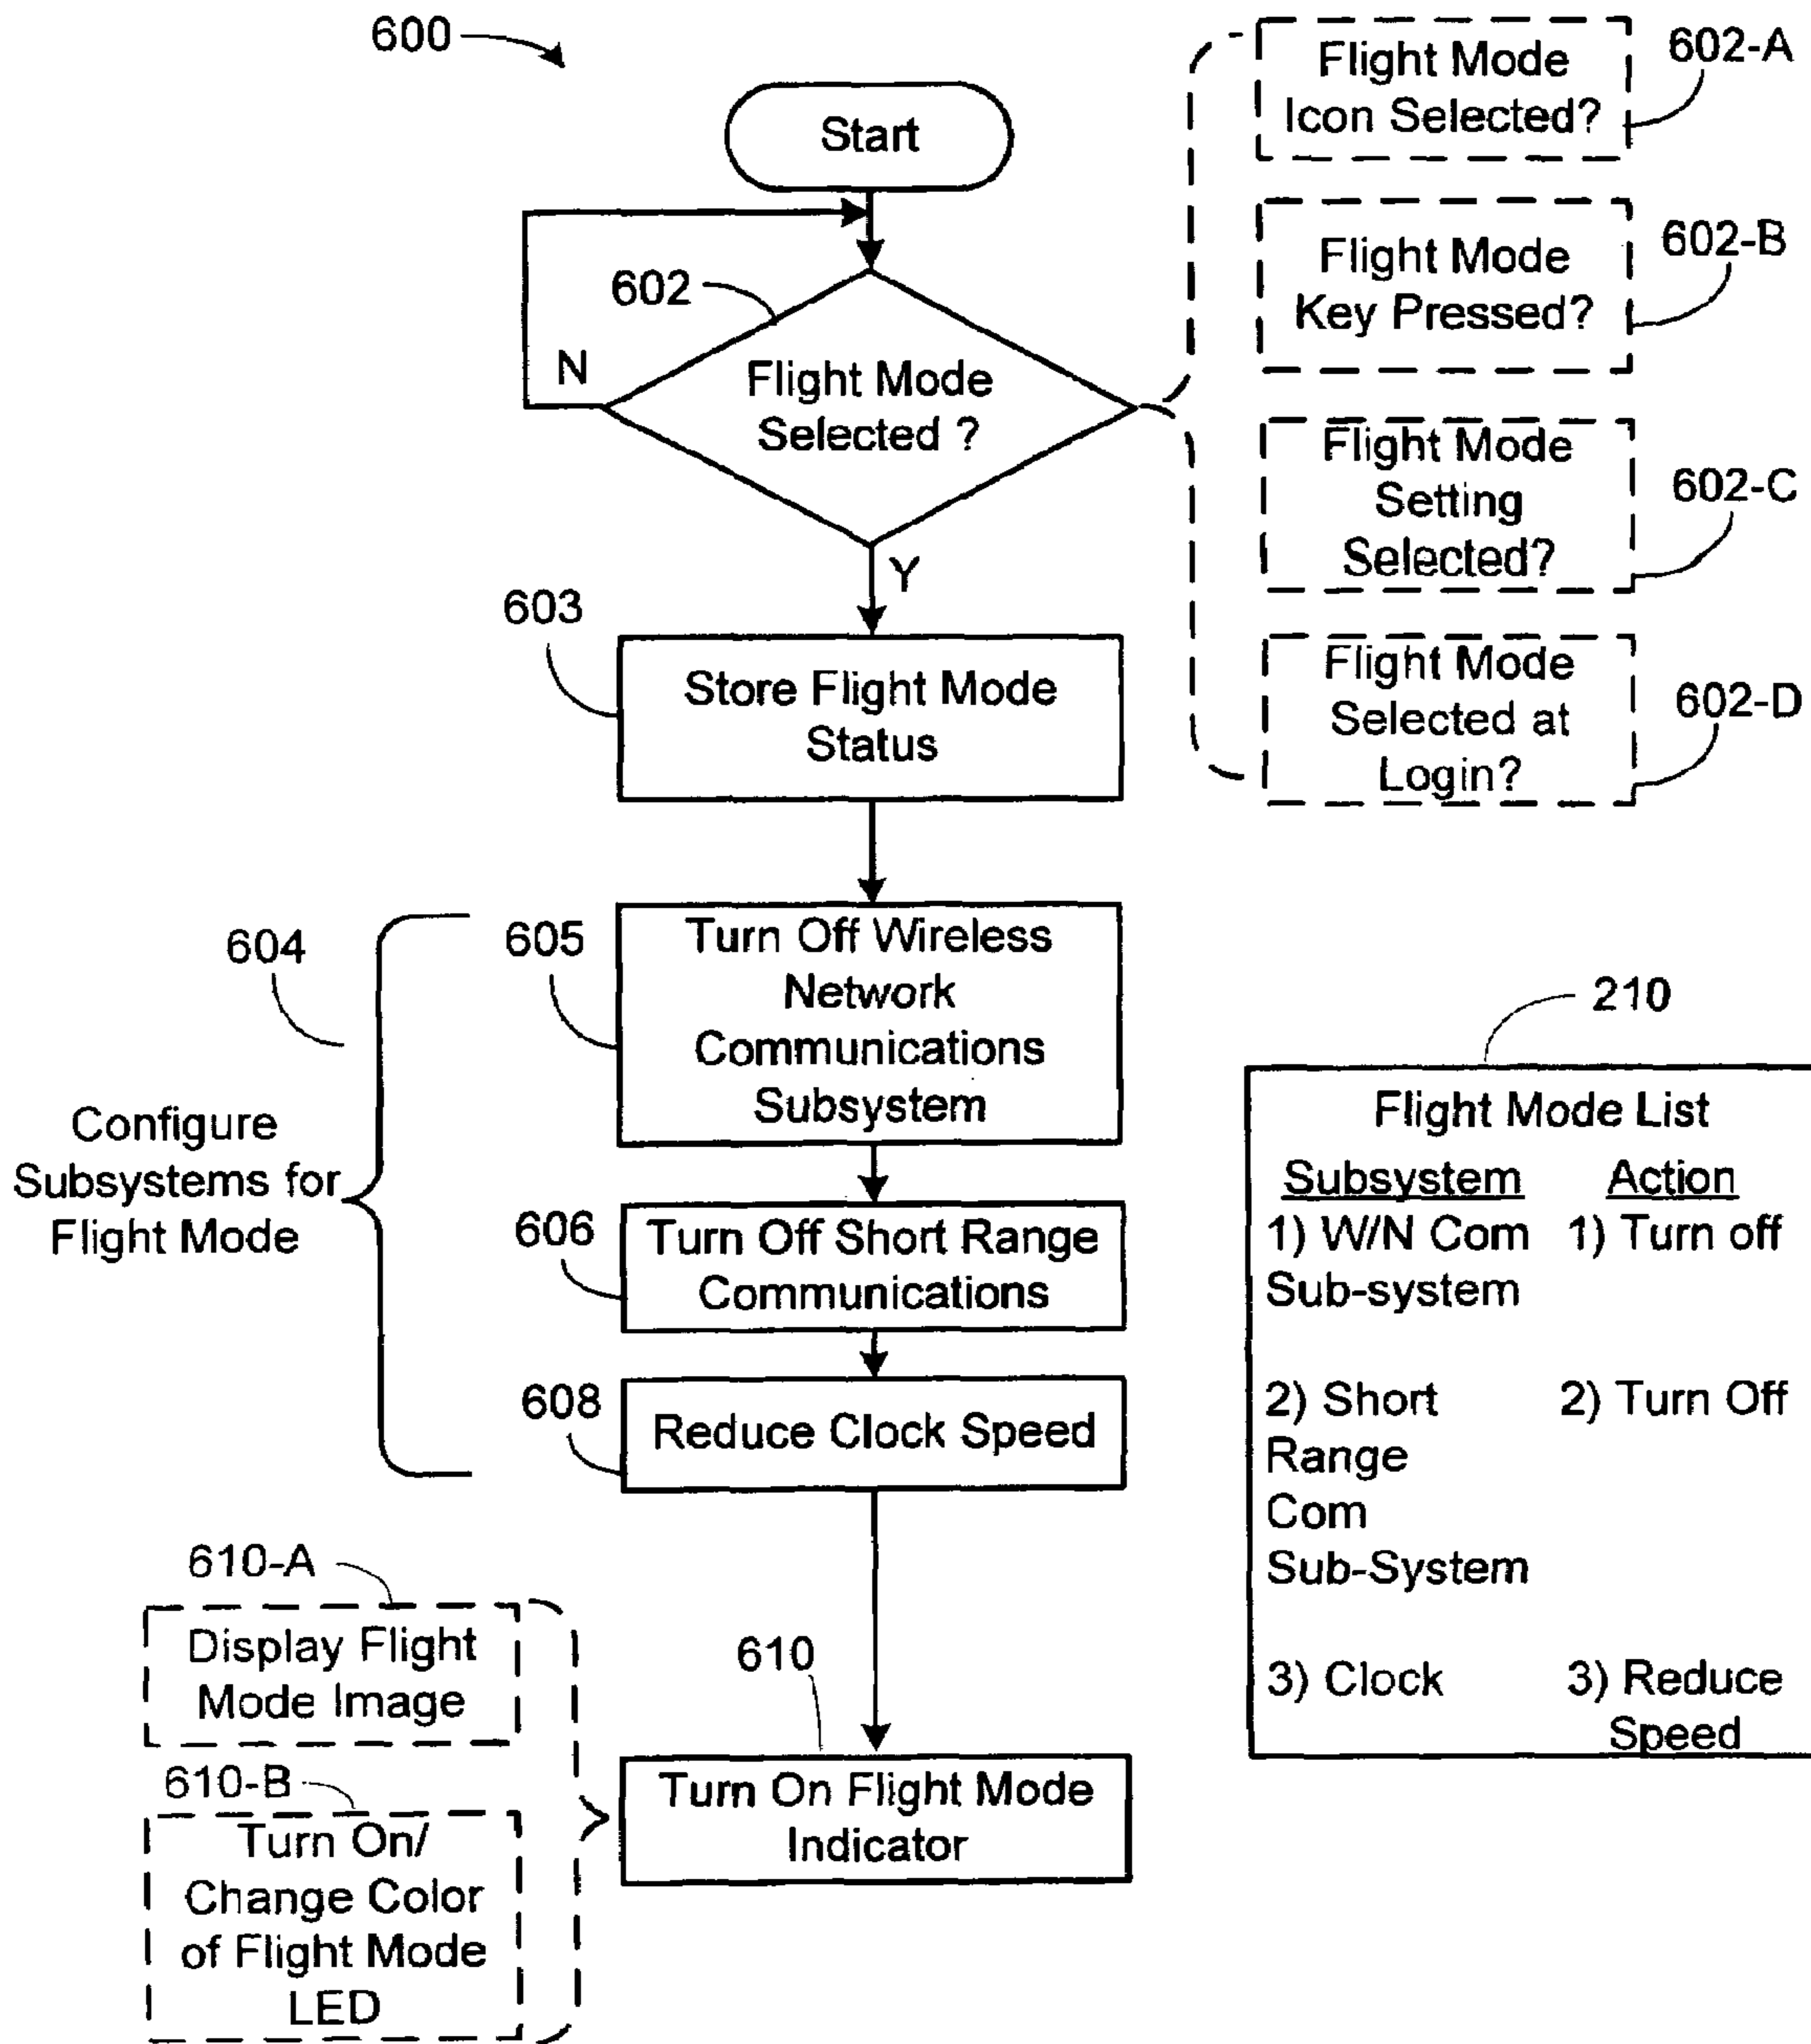 600
Start
602
N
Flight Mode
Selected ?
Y
Flight Mode
Icon Selected?
602-A
Flight Mode
Key Pressed?
602-B
Flight Mode
Setting
Selected?
602-C
Flight Mode
Selected at
Login?
602-D
603
Store Flight Mode
Status
604
Configure
Subsystems for
Flight Mode
605
Turn Off Wireless
Network
Communications
Subsystem
606
Turn Off Short Range
Communications
608
Reduce Clock Speed
210
Flight Mode List
Subsystem Action
1) W/N Com 1) Turn off
Sub-system
2) Short 2) Turn Off
Range
Com
Sub-System
3) Clock 3) Reduce
Speed
610-A
Display Flight
Mode Image
610-B
Turn On/
Change Color
of Flight Mode
LED
610
Turn On Flight Mode
Indicator